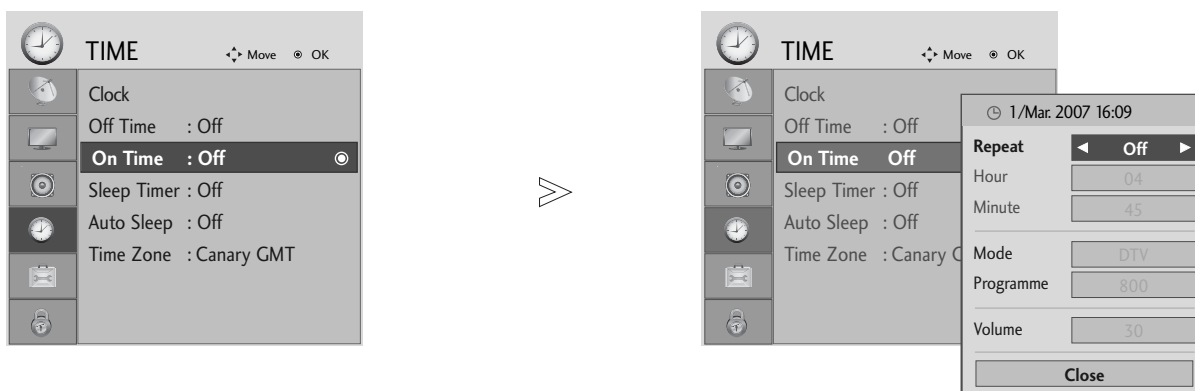 TIME
Move OK
Clock
Off Time : Off
On Time : Off
Sleep Timer : Off
Auto Sleep : Off
Time Zone : Canary GMT
TIME
Move OK
Clock
Off Time : Off
On Time Off
Sleep Timer : Off
Auto Sleep : Off
Time Zone : Canary G
1/Mar. 2007 16:09
Repeat Off
Hour 04
Minute 45
Mode DTV
Programme 800
Volume 30
Close